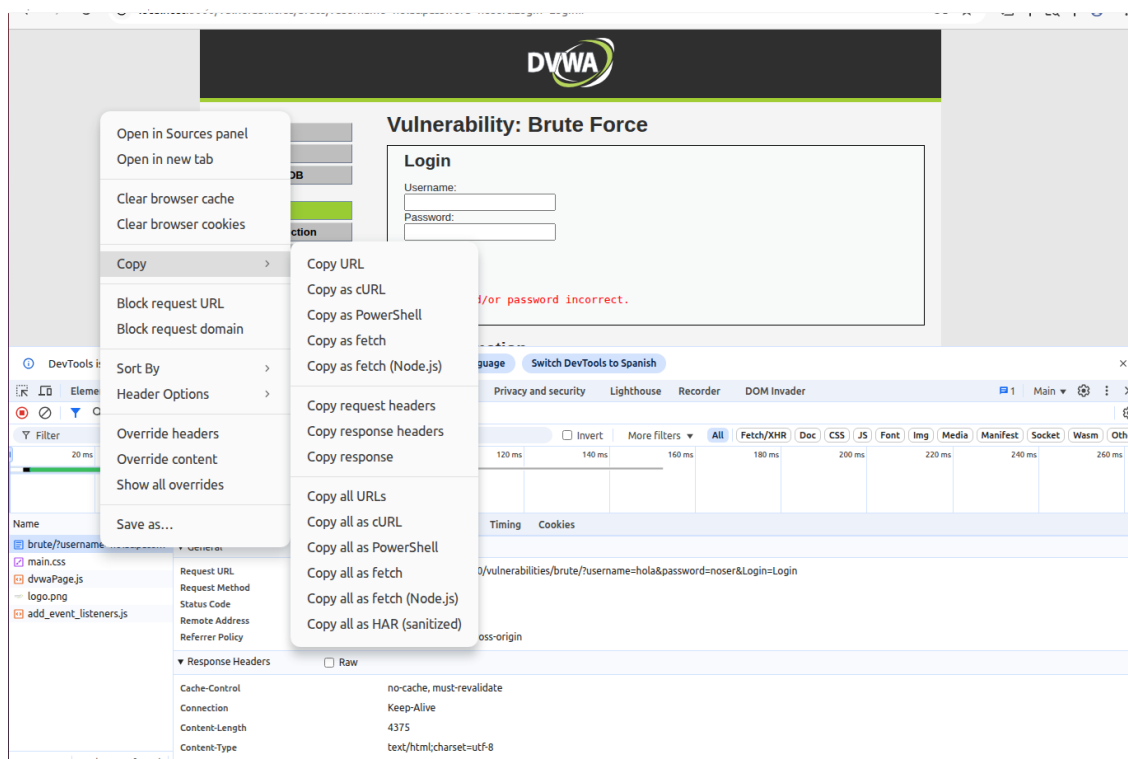 DVWA
Vulnerability: Brute Force
Login
Username:
Password:
d/or password incorrect.
DB
ction
Open in Sources panel
Open in new tab
Clear browser cache
Clear browser cookies
Copy
Block request URL
Block request domain
Sort By
Header Options
Override headers
Override content
Show all overrides
Save as…
Copy URL
Copy as cURL
Copy as PowerShell
Copy as fetch
Copy as fetch (Node.js)
Copy request headers
Copy response headers
Copy response
Copy all URLs
Copy all as cURL
Copy all as PowerShell
Copy all as fetch
Copy all as fetch (Node.js)
Copy all as HAR (sanitized)
DevTools is
guage Switch DevTools to Spanish
Eleme Privacy and security Lighthouse Recorder DOM Invader 1 Main
Filter Invert More filters All Fetch/XHR Doc CSS JS Font Img Media Manifest Socket Wasm Oth
20 ms 120 ms 140 ms 160 ms 180 ms 200 ms 220 ms 240 ms 260 ms
Name Timing Cookies
brute/?username
main.css
dvwaPage.js
logo.png
add_event_listeners.js
General
Request URL 0/vulnerabilities/brute/?username=hola&password=noser&Login=Login
Request Method
Status Code
Remote Address
Referrer Policy oss-origin
Response Headers Raw
Cache-Control no-cache, must-revalidate
Connection Keep-Alive
Content-Length 4375
Content-Type text/html;charset=utf-8